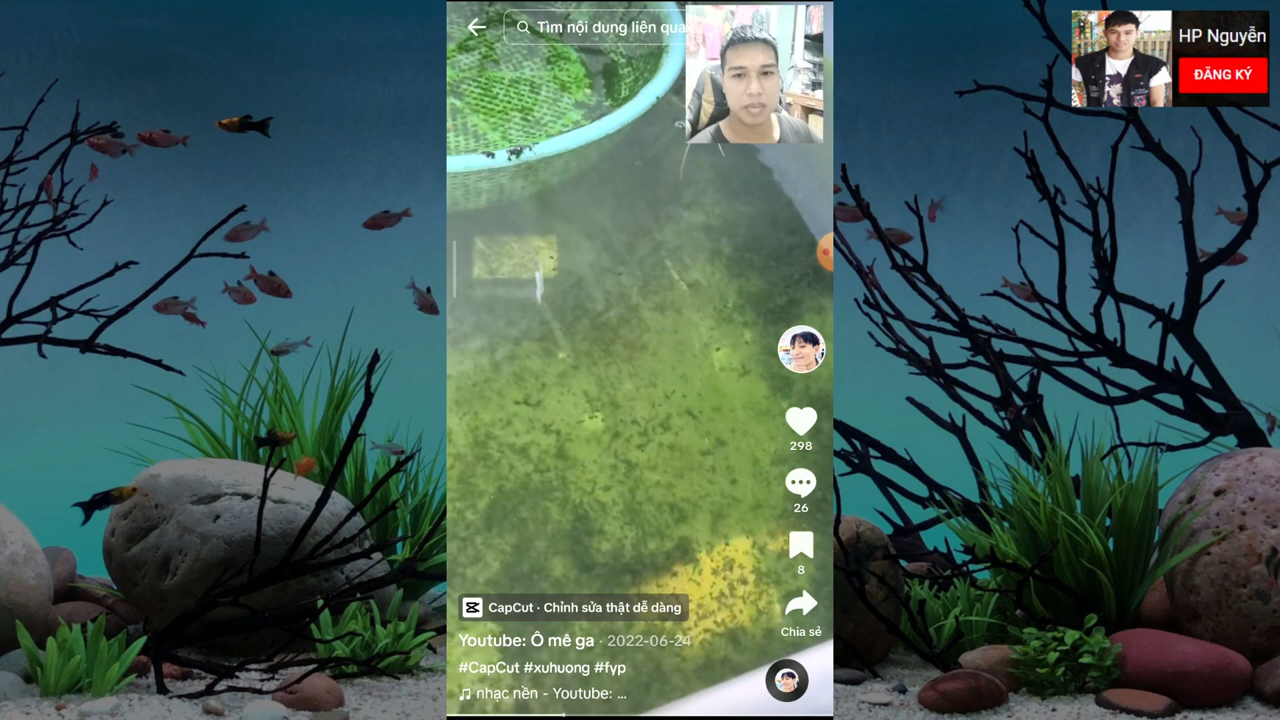 Tìm nội dung liên qua
HP Nguyễn
ĐĂNG KÝ
298
26
8
Chia sẻ
CapCut · Chỉnh sửa thật dễ dàng
Youtube: Ô mê ga · 2022-06-24
#CapCut #xuhuong #fyp
nhạc nền - Youtube: ...